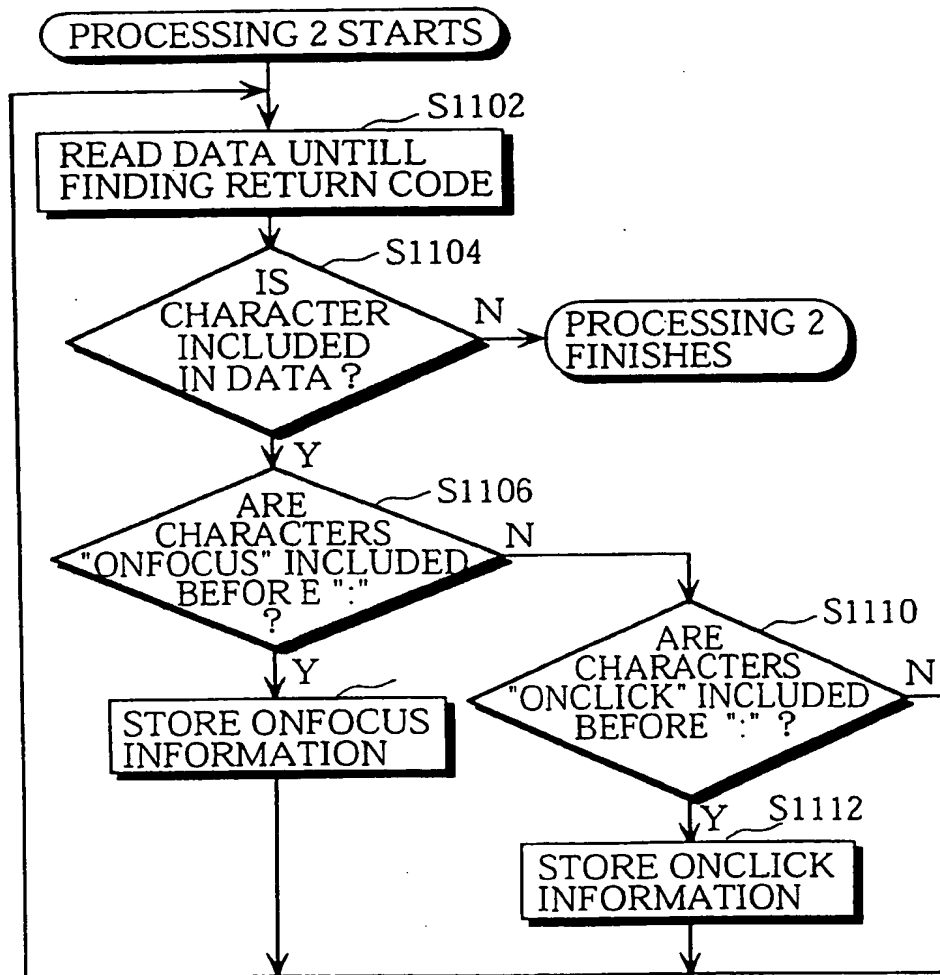 PROCESSING 2 STARTS
S1102
READ DATA UNTILL
FINDING RETURN CODE
S1104
IS
CHARACTER
INCLUDED
IN DATA ?
N
PROCESSING 2
FINISHES
Y
S1106
ARE
CHARACTERS
"ONFOCUS" INCLUDED
BEFOR E ":"
?
N
Y
S1110
ARE
CHARACTERS
"ONCLICK" INCLUDED
BEFORE ":" ?
N
STORE ONFOCUS
INFORMATION
Y
S1112
STORE ONCLICK
INFORMATION